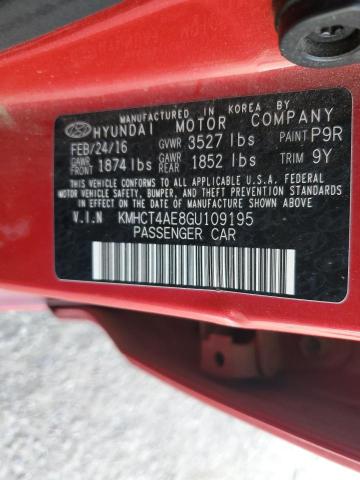 MANUFACTURED IN KOREA BY
HYUNDAI MOTOR COMPANY
FEB/24/16 GVWR 3527 lbs PAINT P9R
GAWR FRONT 1874 lbs GAWR REAR 1852 lbs TRIM 9Y
THIS VEHICLE CONFORMS TO ALL APPLICABLE U.S.A. FEDERAL
MOTOR VEHICLE SAFETY, BUMPER, AND THEFT PREVENTION STANDARDS
IN EFFECT ON THE DATE OF MANUFACTURE SHOWN ABOVE.
V.I.N KMHCT4AE8GU109195
PASSENGER CAR